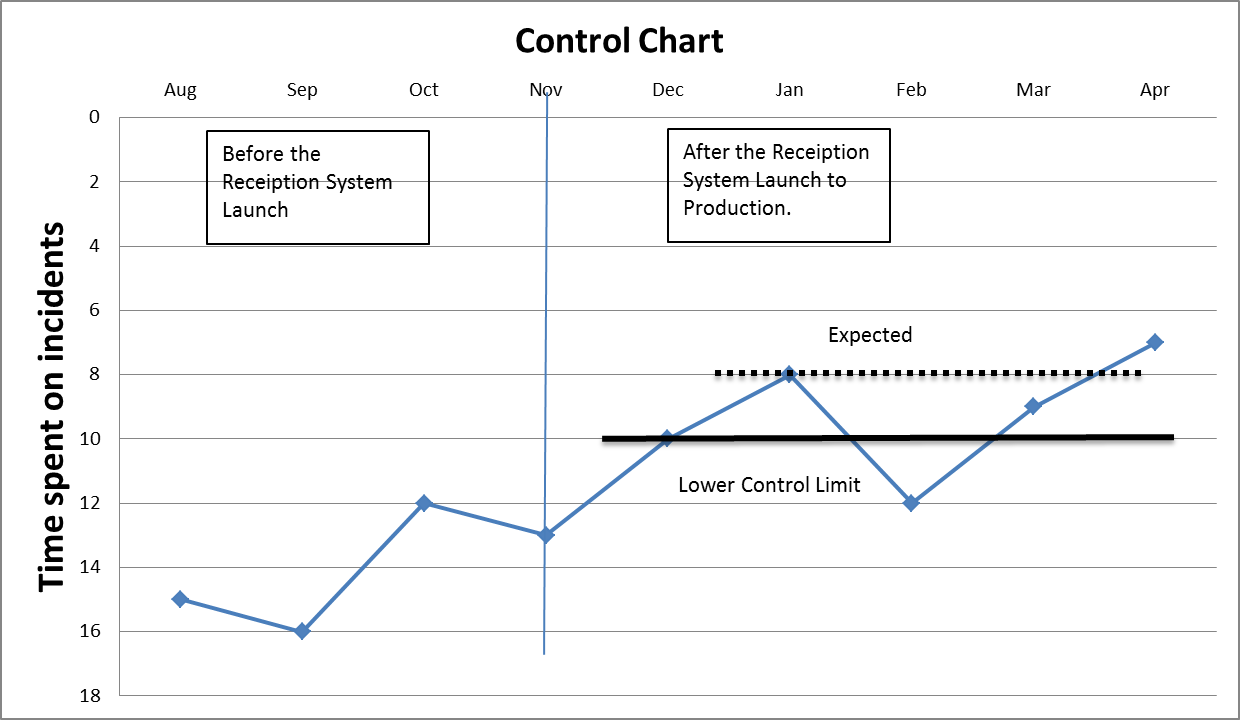 Control Chart
Aug Sep Oct Nov Dec Jan Feb Mar Apr
0
Before the
Receiption System
Launch
After the Receiption
System Launch to
Production.
2
4
6
Expected
8
10
Lower Control Limit
12
14
16
18
Time spent on incidents